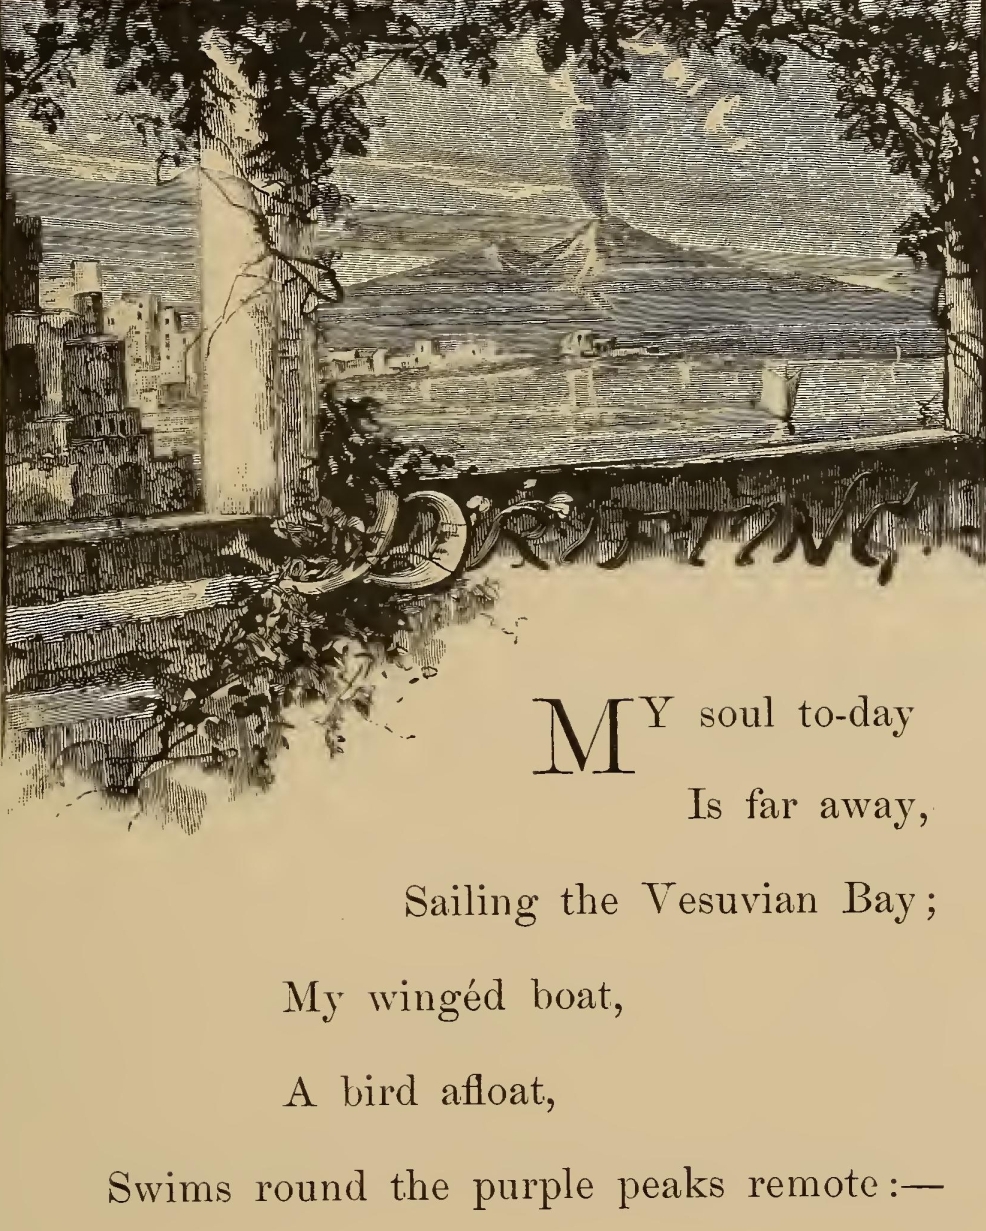 DRIFTING.
MY soul to-day
Is far away,
Sailing the Vesuvian Bay;
My wingéd boat,
A bird afloat,
Swims round the purple peaks remote:—